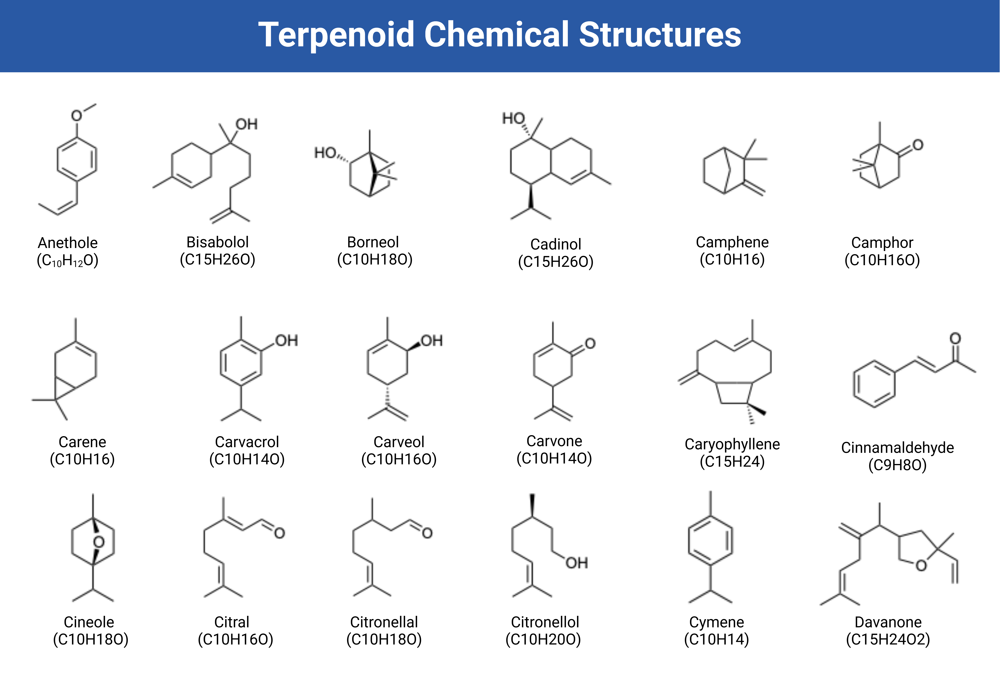 Terpenoid Chemical Structures
O
OH
HO
HO
O
Anethole
(C₁₀H₁₂O)
Bisabolol
(C15H26O)
Borneol
(C10H18O)
Cadinol
(C15H26O)
Camphene
(C10H16)
Camphor
(C10H16O)
OH
OH
O
O
Carene
(C10H16)
Carvacrol
(C10H14O)
Carveol
(C10H16O)
Carvone
(C10H14O)
Caryophyllene
(C15H24)
Cinnamaldehyde
(C9H8O)
O
O
O
OH
O
Cineole
(C10H18O)
Citral
(C10H16O)
Citronellal
(C10H18O)
Citronellol
(C10H20O)
Cymene
(C10H14)
Davanone
(C15H24O2)